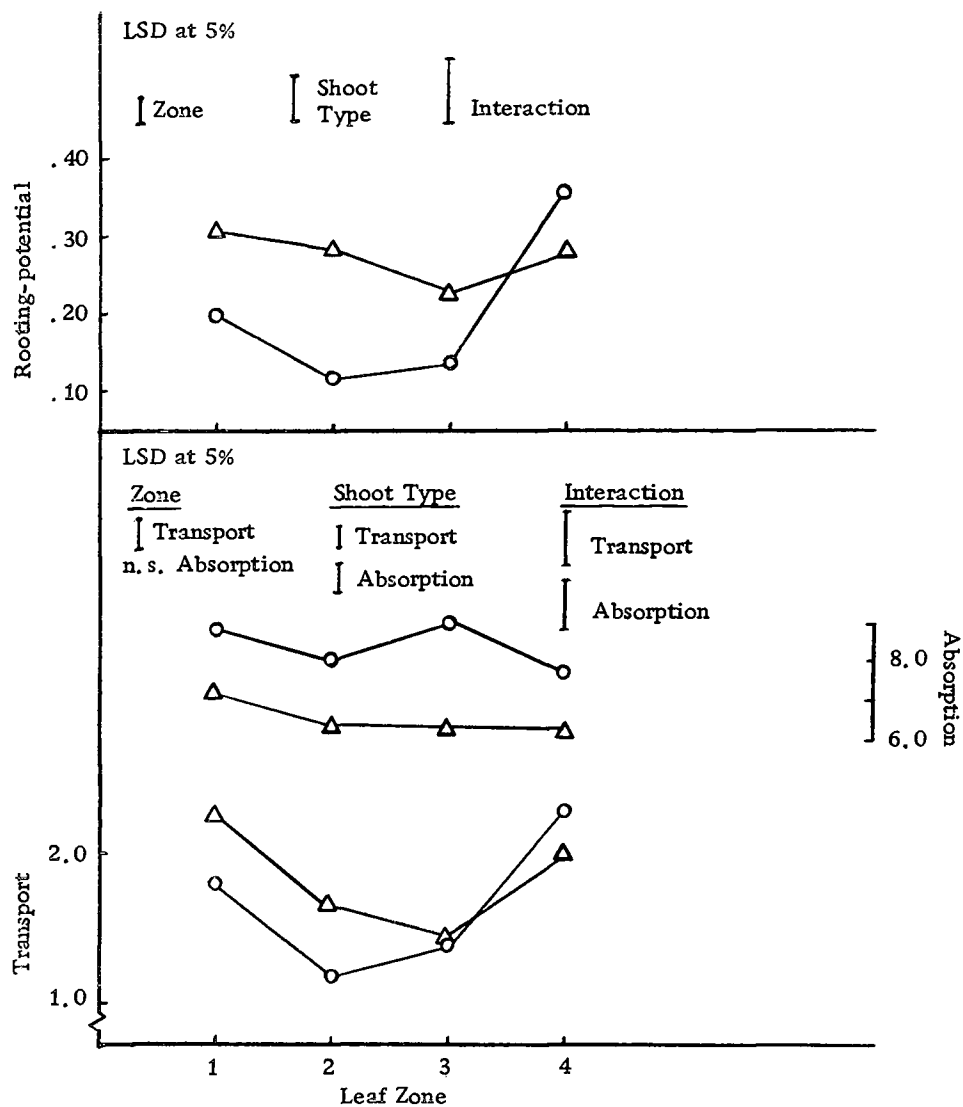 LSD at 5%
Zone
Shoot
Type
Interaction
.40
.30
.20
.10
Rooting-potential
LSD at 5%
Zone
Transport
n.s. Absorption
Shoot Type
Transport
Absorption
Interaction
Transport
Absorption
8.0
6.0
Absorption
2.0
1.0
Transport
1 2 3 4
Leaf Zone